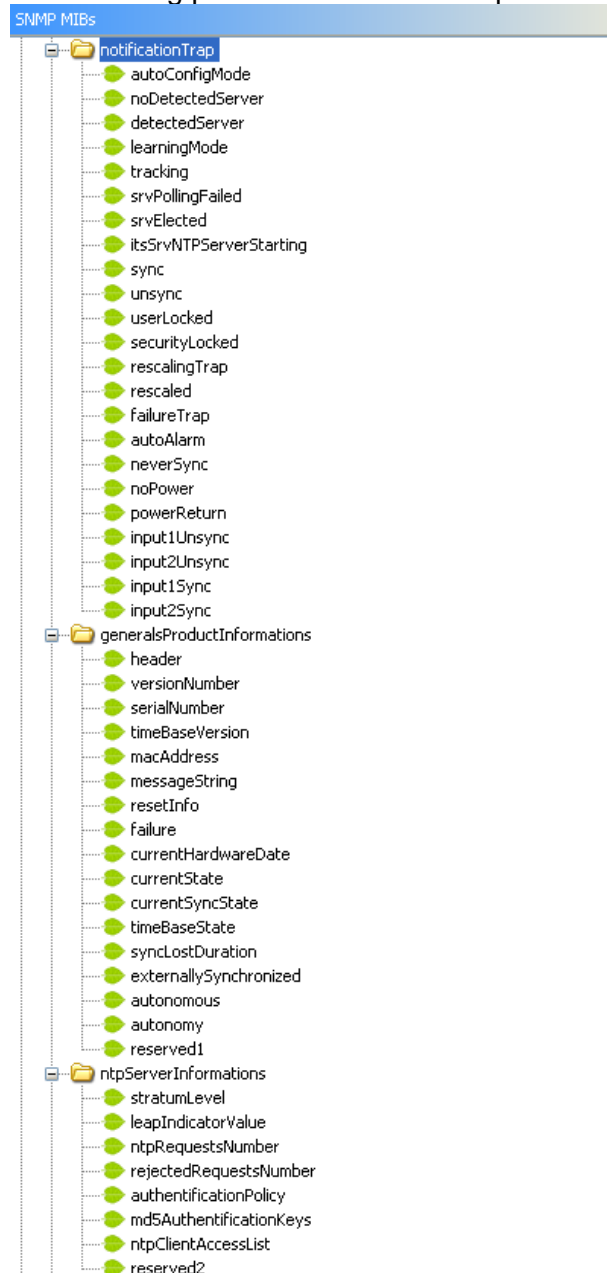 SNMP MIBs
notificationTrap
autoConfigMode
noDetectedServer
detectedServer
learningMode
tracking
srvPollingFailed
srvElected
itsSrvNTPServerStarting
sync
unsync
userLocked
securityLocked
rescalingTrap
rescaled
failureTrap
autoAlarm
neverSync
noPower
powerReturn
input1Unsync
input2Unsync
input1Sync
input2Sync
generalsProductInformations
header
versionNumber
serialNumber
timeBaseVersion
macAddress
messageString
resetInfo
failure
currentHardwareDate
currentState
currentSyncState
timeBaseState
syncLostDuration
externallySynchronized
autonomous
autonomy
reserved1
ntpServerInformations
stratumLevel
leapIndicatorValue
ntpRequestsNumber
rejectedRequestsNumber
authentificationPolicy
md5AuthentificationKeys
ntpClientAccessList
reserved2